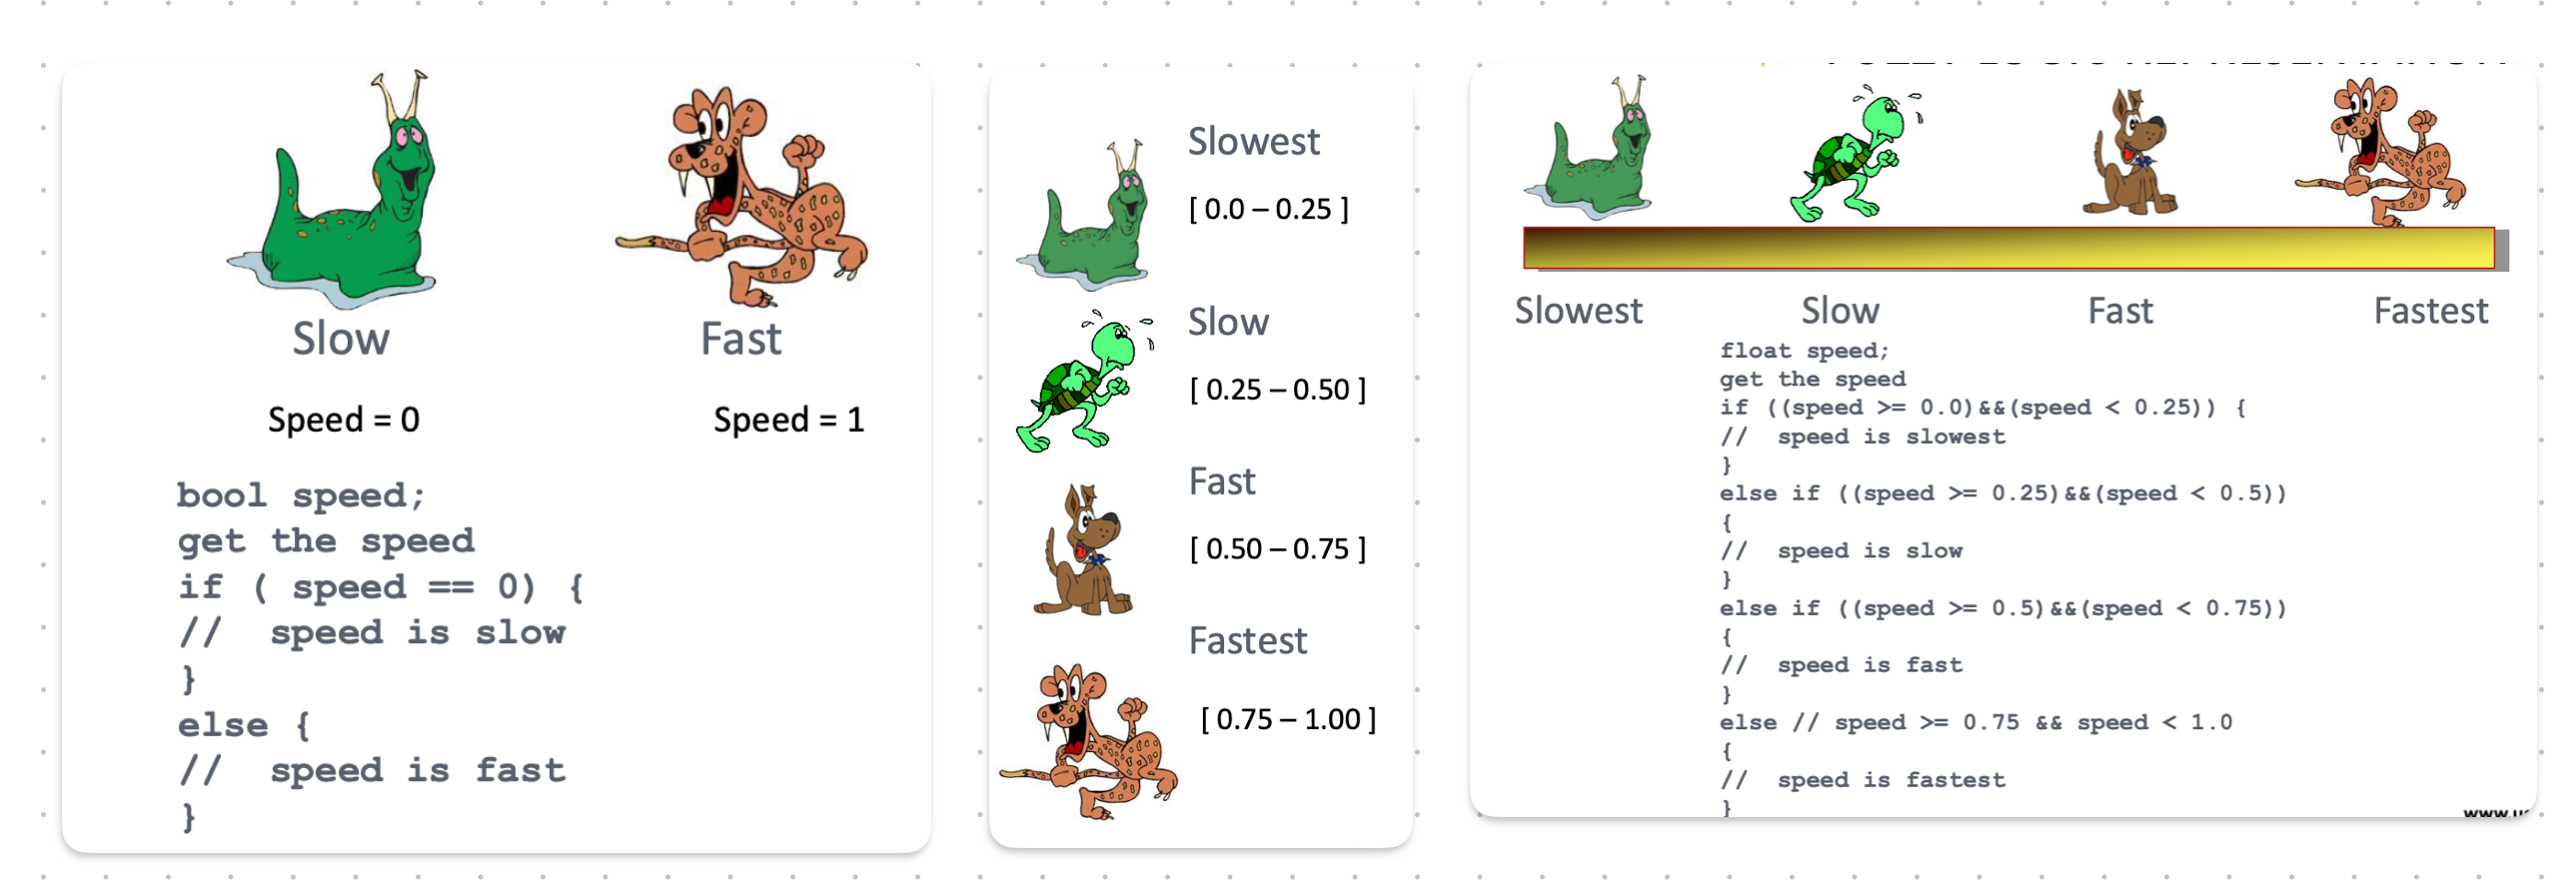 Slow Fast
Speed = 0 Speed = 1
bool speed;
get the speed
if ( speed == 0) {
// speed is slow
}
else {
// speed is fast
}
Slowest
[ 0.0 – 0.25 ]
Slow
[ 0.25 – 0.50 ]
Fast
[ 0.50 – 0.75 ]
Fastest
[ 0.75 – 1.00 ]
Slowest Slow Fast Fastest
float speed;
get the speed
if ((speed >= 0.0)&&(speed < 0.25)) {
// speed is slowest
}
else if ((speed >= 0.25)&&(speed < 0.5))
{
// speed is slow
}
else if ((speed >= 0.5)&&(speed < 0.75))
{
// speed is fast
}
else // speed >= 0.75 && speed < 1.0
{
// speed is fastest
}